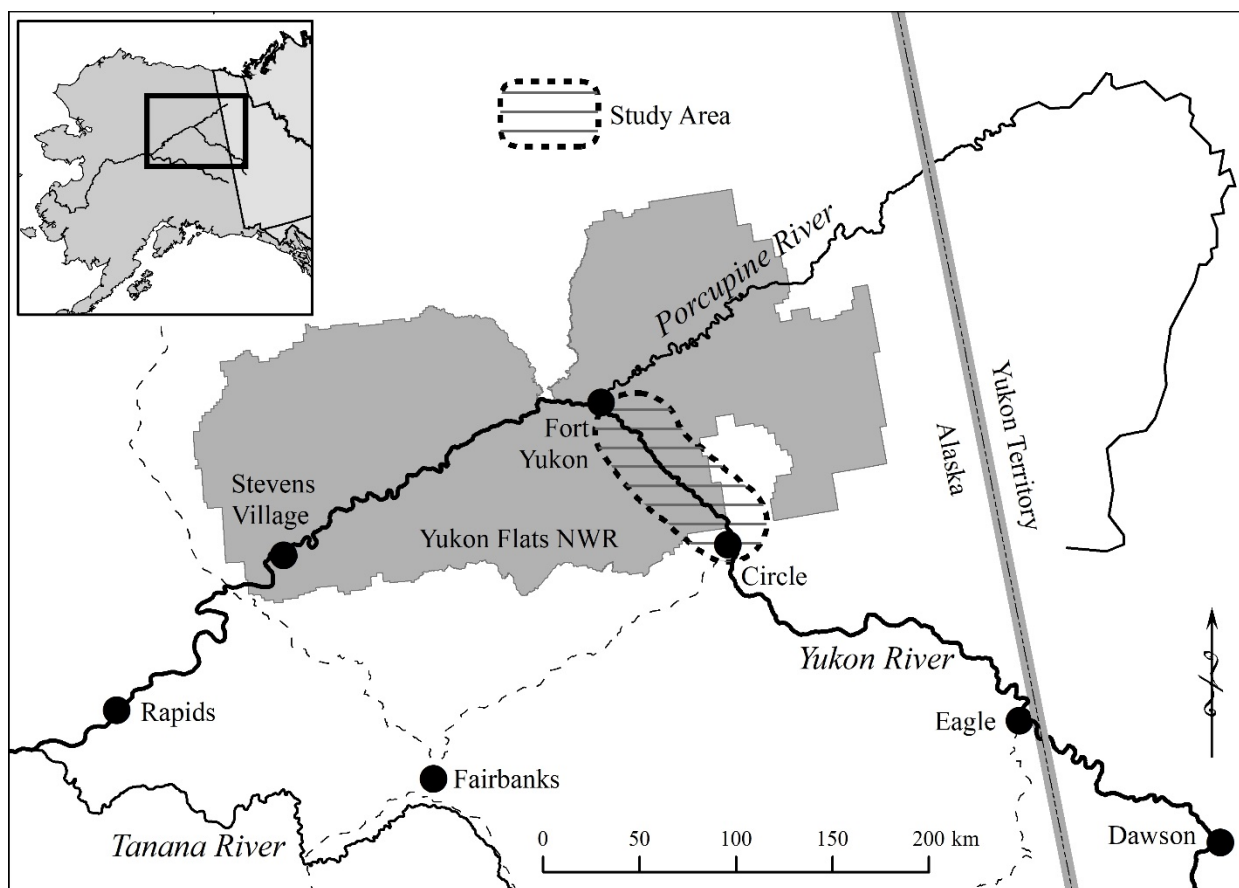 Study Area
Porcupine River
Yukon Territory
Alaska
Fort
Yukon
Stevens
Village
Yukon Flats NWR
Circle
Yukon River
Rapids
Eagle
Fairbanks
Tanana River
0 50 100 150 200 km
Dawson